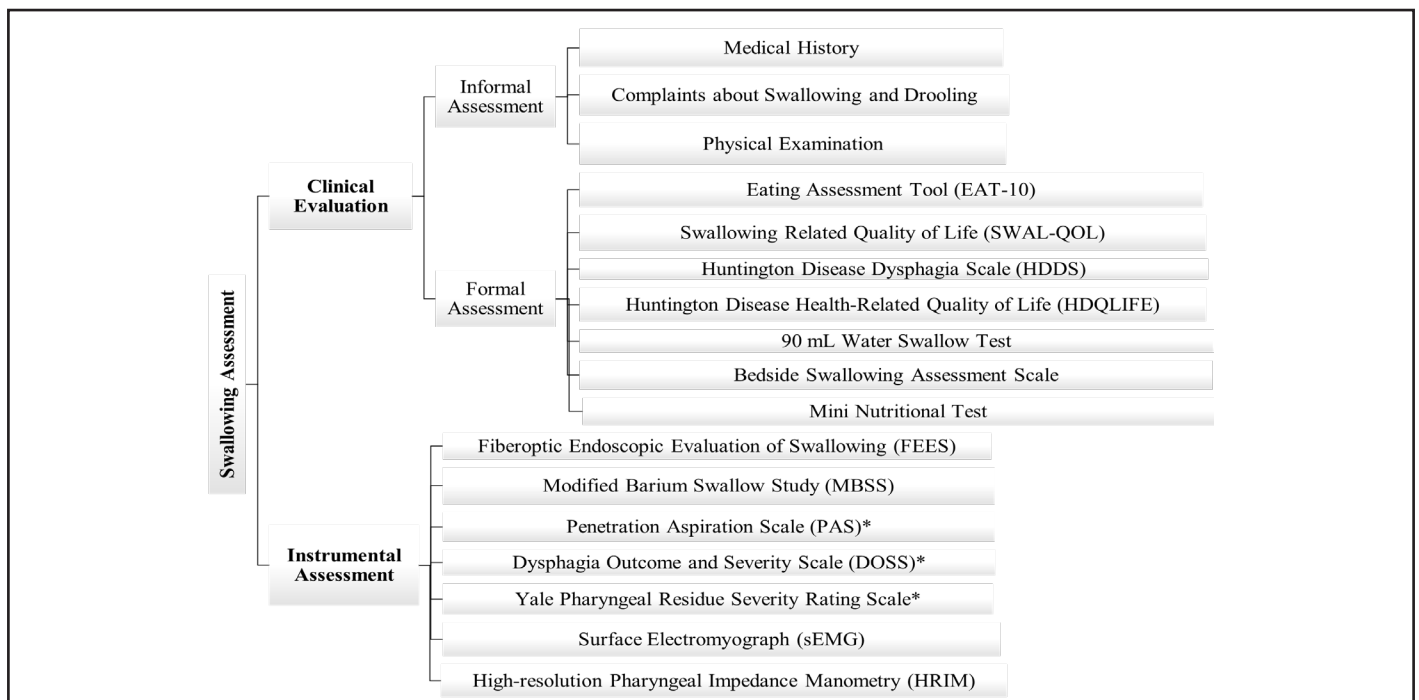 Swallowing Assessment
Clinical
Evaluation
Informal
Assessment
Medical History
Complaints about Swallowing and Drooling
Physical Examination
Formal
Assessment
Eating Assessment Tool (EAT-10)
Swallowing Related Quality of Life (SWAL-QOL)
Huntington Disease Dysphagia Scale (HDDS)
Huntington Disease Health-Related Quality of Life (HDQLIFE)
90 mL Water Swallow Test
Bedside Swallowing Assessment Scale
Mini Nutritional Test
Instrumental
Assessment
Fiberoptic Endoscopic Evaluation of Swallowing (FEES)
Modified Barium Swallow Study (MBSS)
Penetration Aspiration Scale (PAS)*
Dysphagia Outcome and Severity Scale (DOSS)*
Yale Pharyngeal Residue Severity Rating Scale*
Surface Electromyograph (sEMG)
High-resolution Pharyngeal Impedance Manometry (HRIM)